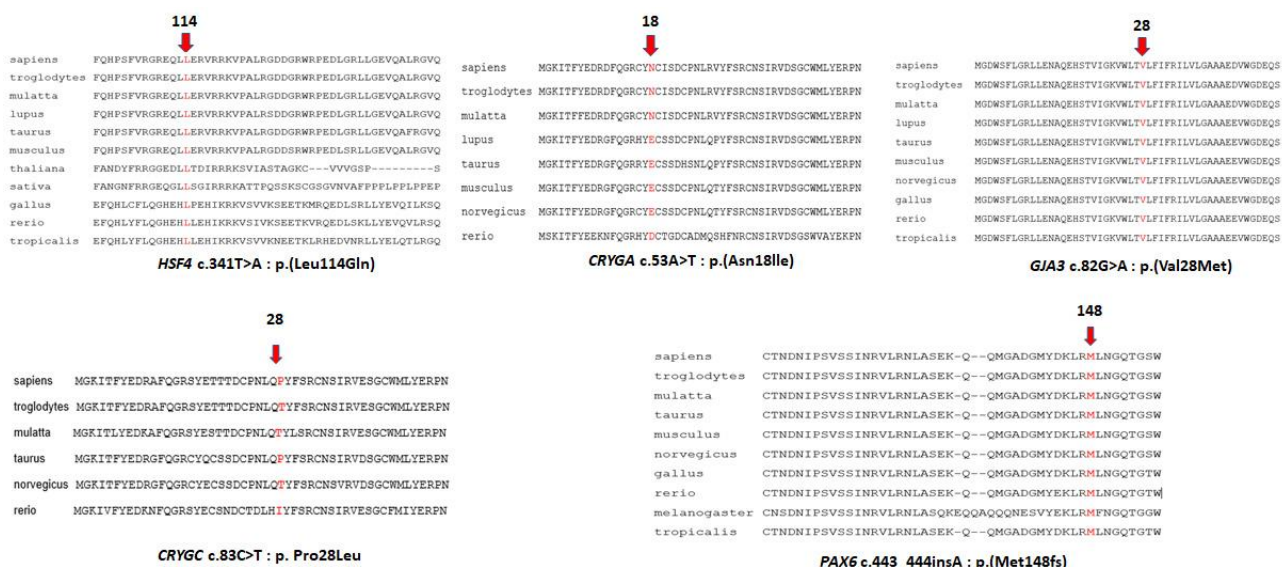 114
sapiens FQHPSFVRGREQLLERVRRKVPALRGDDGRWRPEDLGRLLGEVQALRGVQ
troglodytes FQHPSFVRGREQLLERVRRKVPALRGDDGRWRPEDLGRLLGEVQALRGVQ
mulatta FQHPSFVRGREQLLERVRRKVPALRGDDGRWRPEDLGRLLGEVQALRGVQ
lupus FQHPSFVRGREQLLERVRRKVPALRGDDGRWRPEDLGRLLGEVQALRGVQ
taurus FQHPSFVRGREQLLERVRRKVPALRGDDGRWRPEDLGRLLGEVQAFRGVQ
musculus FQHPSFVRGREQLLERVRRKVPALRGDDSRWRPEDLGRLLGEVQALRGVQ
thaliana FANDYFRRGGEDLLTDIRRRKSVIASTAGKC---VVVGSP---------S
sativa FANGNFRRGEQGLLSGIRRRKATTPQSSKSCGSGVNVAFPPPLPPLPPEP
gallus EFQHLCFLQGHEHLPEHIKRKVSVVRSEETKMRQEDLSRLLYEVQILKSQ
rerio EFQHLYFLQGHEHLLEHIKRKVSIVKSEETKVRQEDLSKLLYEVQVLRSQ
tropicalis EFQHLYFLQGHEHLLEHIKRKVSVVKNEETKLRHEDVNRLLYELQTLRGQ
HSF4 c.341T>A : p.(Leu114Gln)
18
sapiens MGKITFYEDRDFQGRCYNCISDCPNLRVYFSRCNSIRVDSGCWMLYERPN
troglodytes MGKITFYEDRDFQGRCYNCISDCPNLRVYFSRCNSIRVDSGCWMLYERPN
mulatta MGKITFFEDRDFQGRCYNCISDCPNLRVYFSRCNSIRVDSGCWMLYERPN
lupus MGKITFYEDRGFQGRHYECSSDCPNLQPYFSRCNSIRVDSGCWMLYERPN
taurus MGKITFYEDRGFQGRRYECSSDHSNLQPYFSRCNSIRVDSGCWMLYERPN
musculus MGKITFYEDRGFQGRCYECSSDCPNLQTYFSRCNSIRVDSGCWMLYERPN
norvegicus MGKITFYEDRGFQGRCYECSSDCPNLQTYFSRCNSIRVDSGCWMLYERPN
rerio MSKITFYEEKNFQGRHYDCTGDCADMQSHFNRCNSIRVDSGSWVAYEKPN
CRYGA c.53A>T : p.(Asn18Ile)
28
sapiens MGDWSFLGRLLENAQEHSTVIGKVWLTVLFIFRILVLGAAAEDVWGDEQS
troglodytes MGDWSFLGRLLENAQEHSTVIGKVWLTVLFIFRILVLGAAAEDVWGDEQS
mulatta MGDWSFLGRLLENAQEHSTVIGKVWLTVLFIFRILVLGAAAEDVWGDEQS
lupus MGDWSFLGRLLENAQEHSTVIGKVWLTVLFIFRILVLGAAAEDVWGDEQS
taurus MGDWSFLGRLLENAQEHSTVIGKVWLTVLFIFRILVLGAAAEDVWGDEQS
musculus MGDWSFLGRLLENAQEHSTVIGKVWLTVLFIFRILVLGAAAEEVWGDEQS
norvegicus MGDWSFLGRLLENAQEHSTVIGKVWLTVLFIFRILVLGAAAEEVWGDEQS
gallus MGDWSFLGRLLENAQEHSTVIGKVWLTVLFIFRILVLGAAAEEVWGDEQS
rerio MGDWSFLGRLLENAQEHSTVIGKVWLTVLFIFRILVLGAAAEEVWGDEQS
tropicalis MGDWSFLGRLLENAQEHSTVIGKVWLTVLFIFRILVLGAAAEEVWGDEQS
GJA3 c.82G>A : p.(Val28Met)
28
sapiens MGKITFYEDRAFQGRSYETTTDCPNLQPYFSRCNSIRVESGCWMLYERPN
troglodytes MGKITFYEDRAFQGRSYETTTDCPNLQTYFSRCNSIRVESGCWMLYERPN
mulatta MGKITLYEDKAFQGRSYESTTDCPNLQTYLSRCNSIRVESGCWMLYERPN
taurus MGKITFYEDRGFQGRCYQCSSDCPNLQPYFSRCNSIRVDSGCWMLYERPN
norvegicus MGKITFYEDRGFQGRCYECSSDCPNLQTYFSRCNSVRVDSGCWMLYERPN
rerio MGKIVFYEDKNFQGRSYECSNDCTDLHIYFSRCNSIRVESGCFMIYERPN
CRYGC c.83C>T : p. Pro28Leu
148
sapiens CTNDNIPSVSSINRVLRNLASEK-Q--QMGADGMYDKLRMLNGQTGSW
troglodytes CTNDNIPSVSSINRVLRNLASEK-Q--QMGADGMYDKLRMLNGQTGSW
mulatta CTNDNIPSVSSINRVLRNLASEK-Q--QMGADGMYDKLRMLNGQTGSW
taurus CTNDNIPSVSSINRVLRNLASEK-Q--QMGADGMYDKLRMLNGQTGSW
musculus CTNDNIPSVSSINRVLRNLASEK-Q--QMGADGMYDKLRMLNGQTGSW
norvegicus CTNDNIPSVSSINRVLRNLASEK-Q--QMGADGMYDKLRMLNGQTGSW
gallus CTNDNIPSVSSINRVLRNLASEK-Q--QMGADGMYDKLRMLNGQTGTW
rerio CTNDNIPSVSSINRVLRNLASEK-Q--QMGADGMYEKLRMLNGQTGTW
melanogaster CNSDNIPSVSSINRVLRNLASQKEQQAQQQNESVYEKLRMFNGQTGGW
tropicalis CTNDNIPSVSSINRVLRNLASEK-Q--QMGADGMYDKLRMLNGQTGSW
PAX6 c.443_444insA : p.(Met148fs)